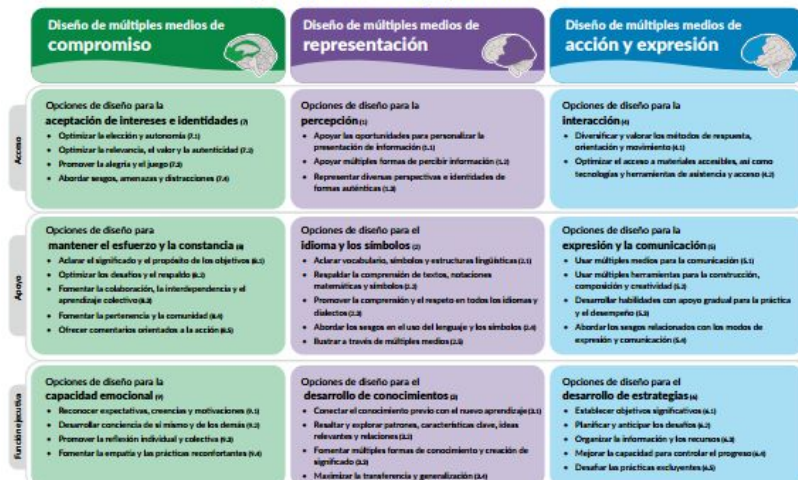 Diseño de múltiples medios de
compromiso
Diseño de múltiples medios de
representación
Diseño de múltiples medios de
acción y expresión
Acceso
Opciones de diseño para la
aceptación de intereses e identidades (7)
• Optimizar la elección y autonomía (7.1)
• Optimizar la relevancia, el valor y la autenticidad (7.2)
• Promover la alegría y el juego (7.3)
• Abordar sesgos, amenazas y distracciones (7.4)
Opciones de diseño para la
percepción (1)
• Apoyar las oportunidades para personalizar la
presentación de información (1.1)
• Apoyar múltiples formas de percibir información (1.2)
• Representar diversas perspectivas e identidades de
formas auténticas (1.3)
Opciones de diseño para la
interacción (4)
• Diversificar y valorar los métodos de respuesta,
orientación y movimiento (4.1)
• Optimizar el acceso a materiales accesibles, así como
tecnologías y herramientas de asistencia y acceso (4.2)
Apoyo
Opciones de diseño para
mantener el esfuerzo y la constancia (8)
• Aclarar el significado y el propósito de los objetivos (8.1)
• Optimizar los desafíos y el respaldo (8.2)
• Fomentar la colaboración, la interdependencia y el
aprendizaje colectivo (8.3)
• Fomentar la pertenencia y la comunidad (8.4)
• Ofrecer comentarios orientados a la acción (8.5)
Opciones de diseño para el
idioma y los símbolos (2)
• Aclarar vocabulario, símbolos y estructuras lingüísticas (2.1)
• Respaldar la comprensión de textos, notaciones
matemáticas y símbolos (2.2)
• Promover la comprensión y el respeto en todos los idiomas y
dialectos (2.3)
• Abordar los sesgos en el uso del lenguaje y los símbolos (2.4)
• Ilustrar a través de múltiples medios (2.5)
Opciones de diseño para la
expresión y la comunicación (5)
• Usar múltiples medios para la comunicación (5.1)
• Usar múltiples herramientas para la construcción,
composición y creatividad (5.2)
• Desarrollar habilidades con apoyo gradual para la práctica
y el desempeño (5.3)
• Abordar los sesgos relacionados con los modos de
expresión y comunicación (5.4)
Función ejecutiva
Opciones de diseño para la
capacidad emocional (9)
• Reconocer expectativas, creencias y motivaciones (9.1)
• Desarrollar conciencia de si mismo y de los demás (9.2)
• Promover la reflexión individual y colectiva (9.3)
• Fomentar la empatía y las prácticas reconfortantes (9.4)
Opciones de diseño para el
desarrollo de conocimientos (3)
• Conectar el conocimiento previo con el nuevo aprendizaje (3.1)
• Resaltar y explorar patrones, características clave, ideas
relevantes y relaciones (3.2)
• Fomentar múltiples formas de conocimiento y creación de
significado (3.3)
• Maximizar la transferencia y generalización (3.4)
Opciones de diseño para el
desarrollo de estrategias (6)
• Establecer objetivos significativos (6.1)
• Planificar y anticipar los desafíos (6.2)
• Organizar la información y los recursos (6.3)
• Mejorar la capacidad para controlar el progreso (6.4)
• Desafiar las prácticas excluyentes (6.5)